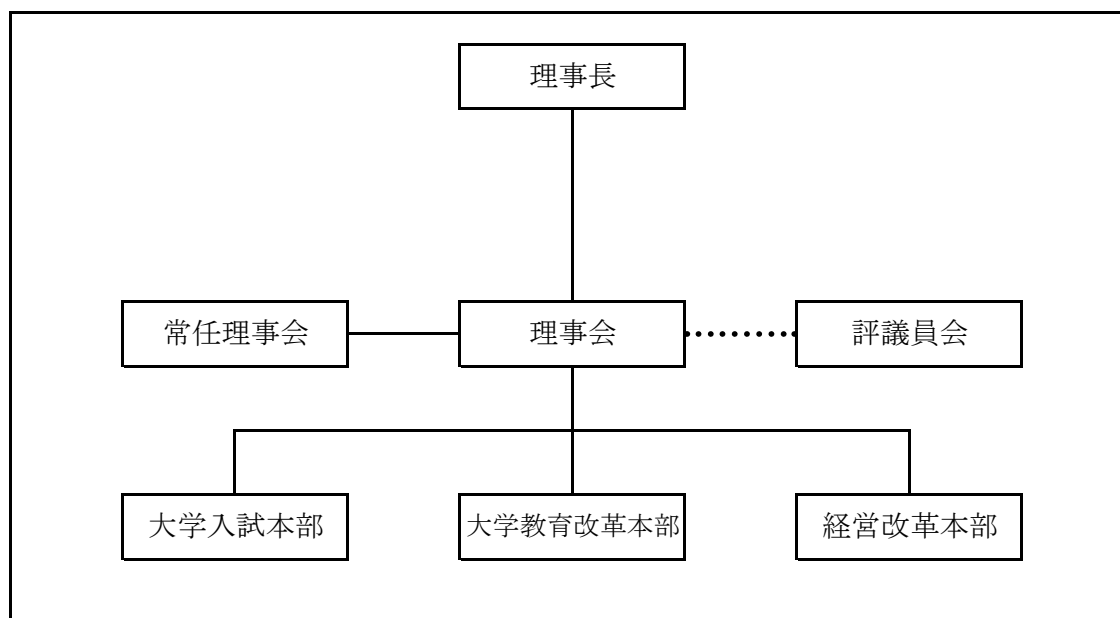 理事長
常任理事会
理事会
評議員会
大学入試本部
大学教育改革本部
経営改革本部